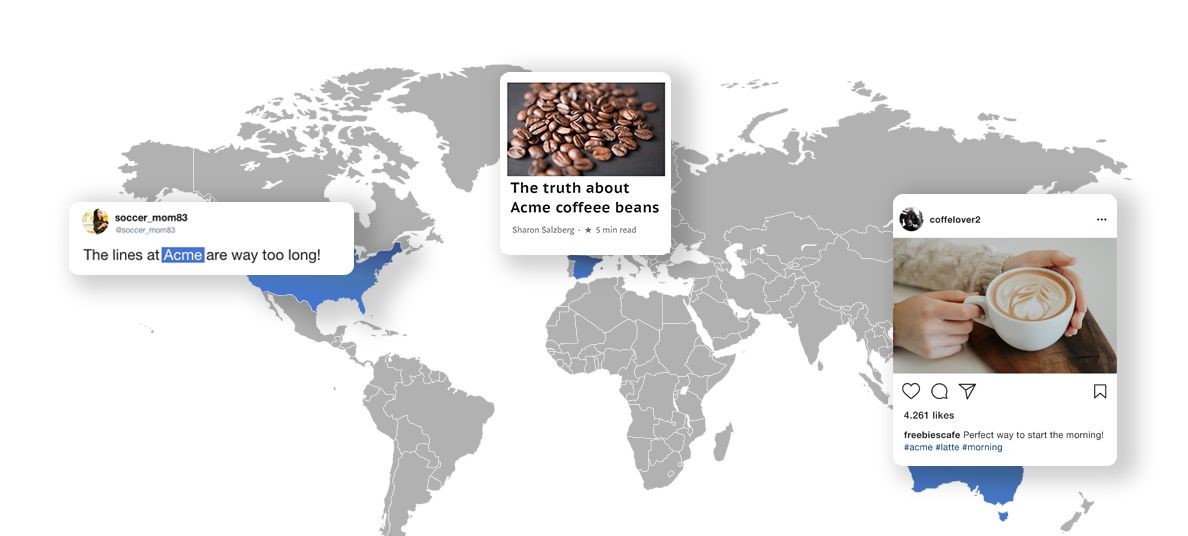 soccer_mom83
@soccer_mom83
The lines at Acme are way too long!
The truth about
Acme coffeee beans
Sharon Salzberg · ★ 5 min read
coffelover2
4.261 likes
freebiescafe Perfect way to start the morning!
#acme #latte #morning